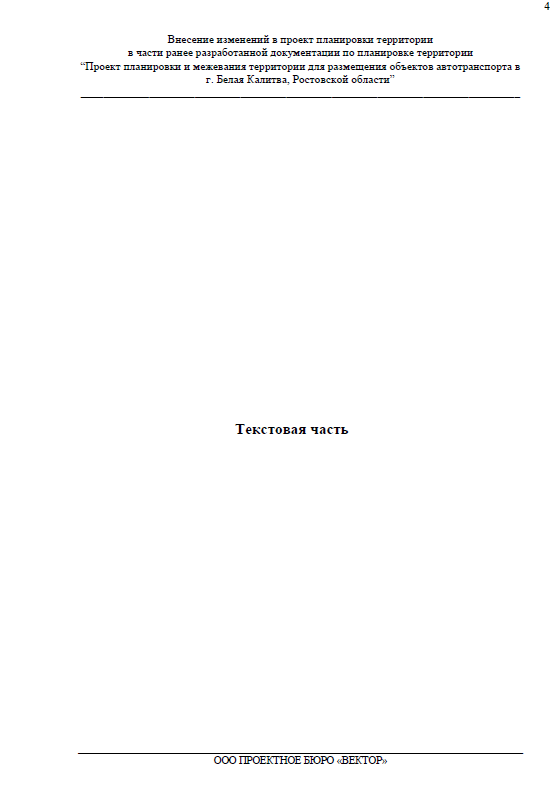 4
Внесение изменений в проект планировки территории
в части ранее разработанной документации по планировке территории
“Проект планировки и межевания территории для размещения объектов автотранспорта в
г. Белая Калитва, Ростовской области”
Текстовая часть
ООО ПРОЕКТНОЕ БЮРО «ВЕКТОР»